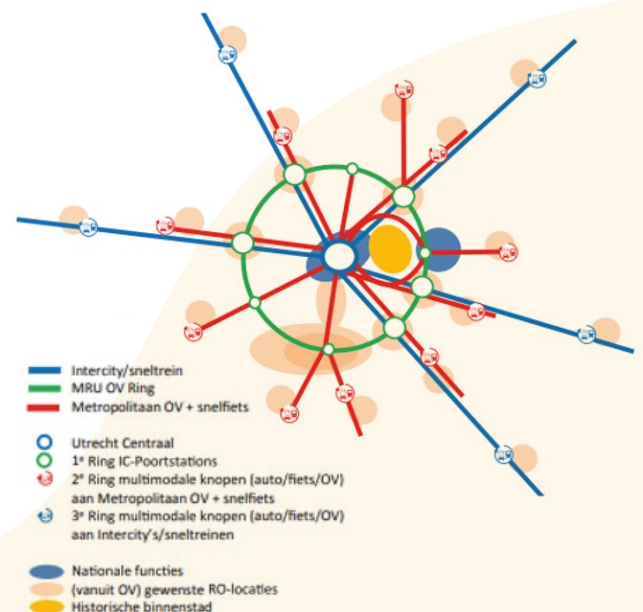 Intercity/sneltrein
MRU OV Ring
Metropolitaan OV + snelfiets
Utrecht Centraal
1e Ring IC-Poortstations
2e Ring multimodale knopen (auto/fiets/OV)
aan Metropolitaan OV + snelfiets
3e Ring multimodale knopen (auto/fiets/OV)
aan Intercity's/sneltreinen
Nationale functies
(vanuit OV) gewenste RO-locaties
Historische binnenstad